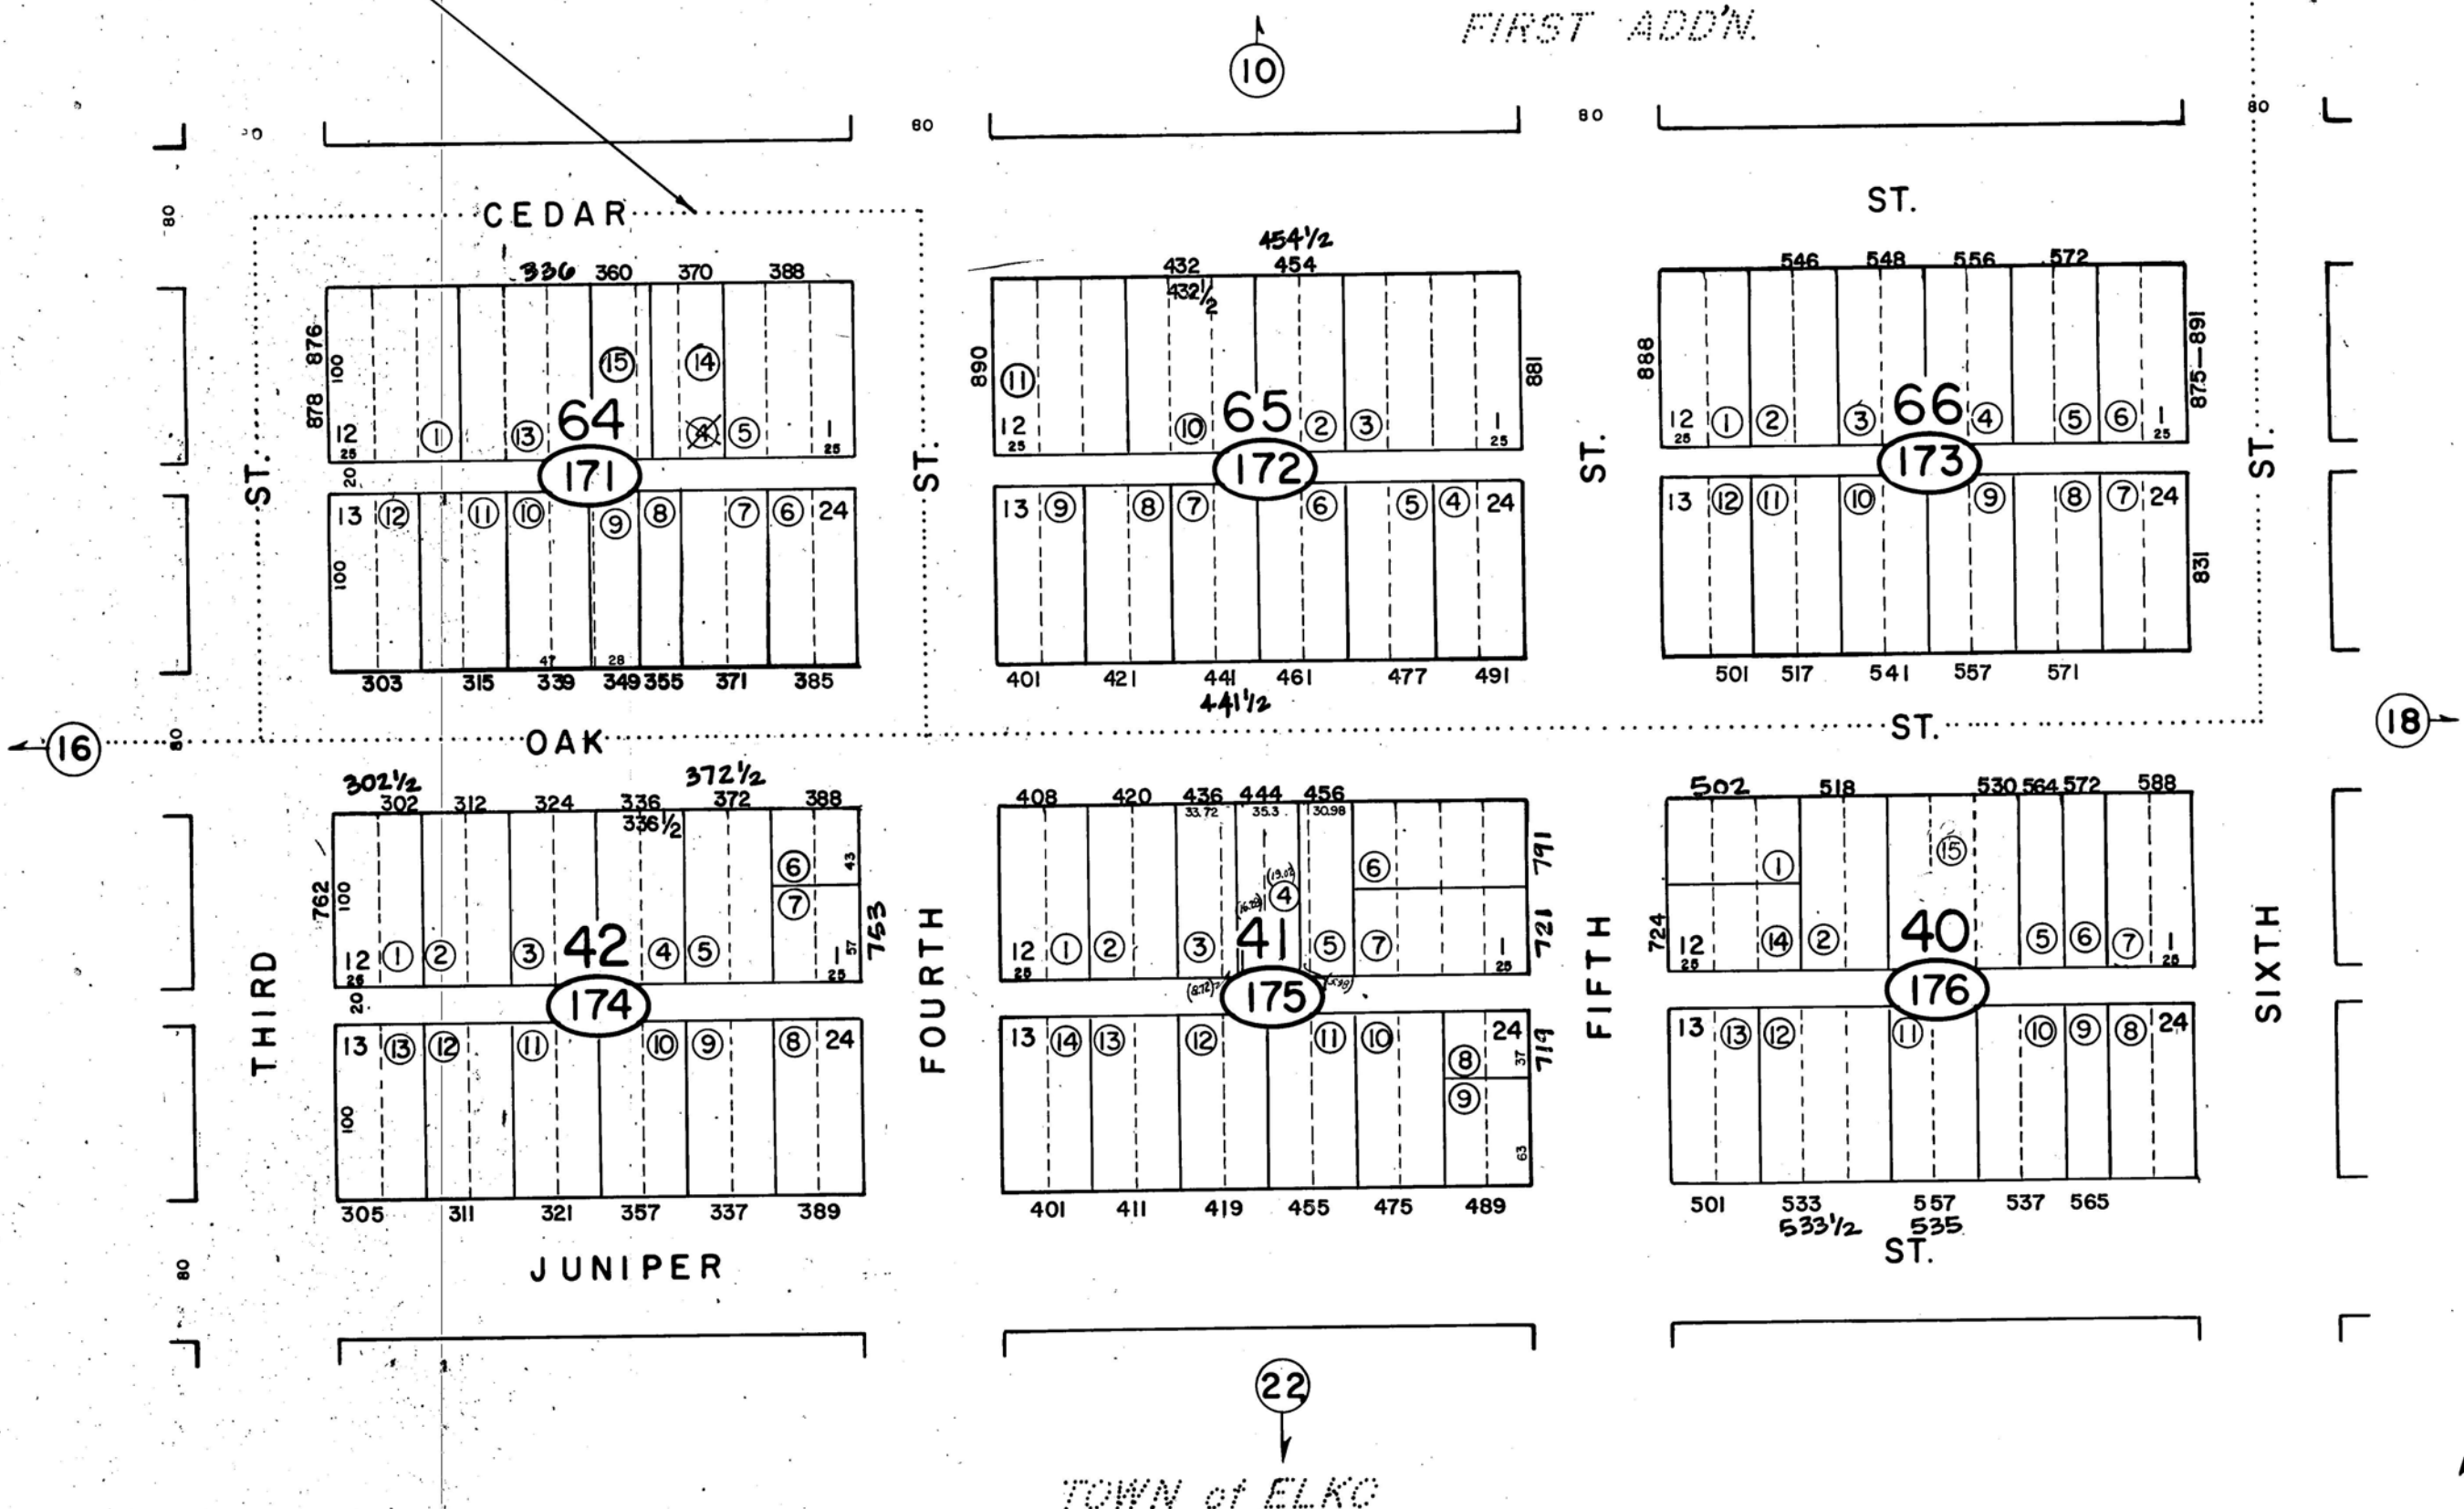 FIRST ADD'N.
10
80 80 80
80
CEDAR ST.
454½
336 360 370 388 432 454 546 548 556 572
432½
876 100 890 881 888 875-891
878
15 14 11
64 65 66
12 1 13 4 5 1 12 10 2 3 1 12 1 2 3 4 5 6 1
25 25 25 25 25 25
171 172 173
20
ST. ST. ST. ST.
13 12 11 10 9 8 7 6 24 13 9 8 7 6 5 4 24 13 12 11 10 9 8 7 24
100 831
47 28
303 315 339 349 355 371 385 401 421 441 461 477 491 501 517 541 557 571
441½
16 80 OAK ST. 18
302½ 372½
302 312 324 336 372 388 408 420 436 444 456 502 518 530 564 572 588
336½ 33.72 35.3 30.98
762 100 6 43 753 (19.02) 4 6 791 1 15
7 721 724
42 41 40
12 1 2 3 4 5 1 57 12 1 2 3 5 7 1 12 14 2 5 6 7 1
25 25 25 25 25 25
174 (8.72) 175 176
20
THIRD FOURTH FIFTH SIXTH
13 13 12 11 10 9 8 24 13 14 13 12 11 10 24 13 13 12 11 10 9 8 24
100 8 37 719
9
63
305 311 321 357 337 389 401 411 419 455 475 489 501 533 557 537 565
533½ 535
80 JUNIPER ST.
22
TOWN of ELKO